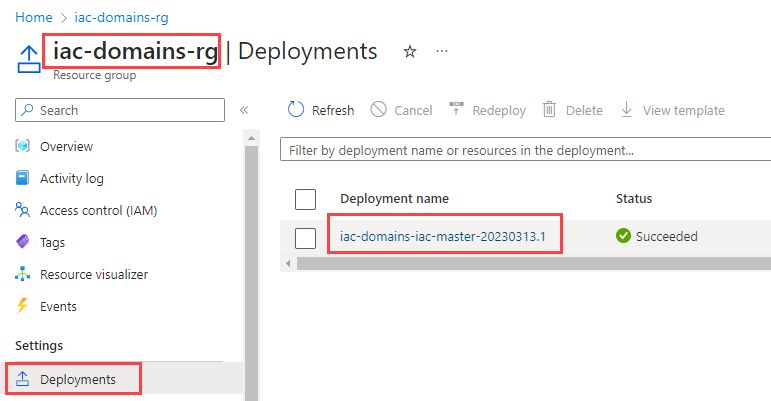 Home > iac-domains-rg
iac-domains-rg | Deployments ☆ ...
Resource group
Search «
Overview
Activity log
Access control (IAM)
Tags
Resource visualizer
Events
Settings
Deployments
Refresh Cancel Redeploy Delete View template
Filter by deployment name or resources in the deployment...
Deployment name Status
iac-domains-iac-master-20230313.1 Succeeded